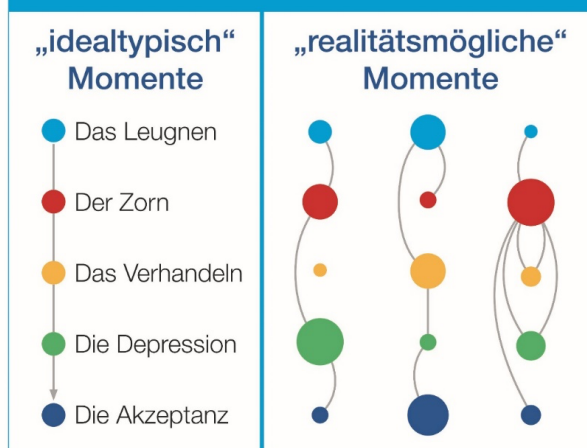 „idealtypisch“
Momente
Das Leugnen
Der Zorn
Das Verhandeln
Die Depression
Die Akzeptanz
„realitätsmögliche“
Momente